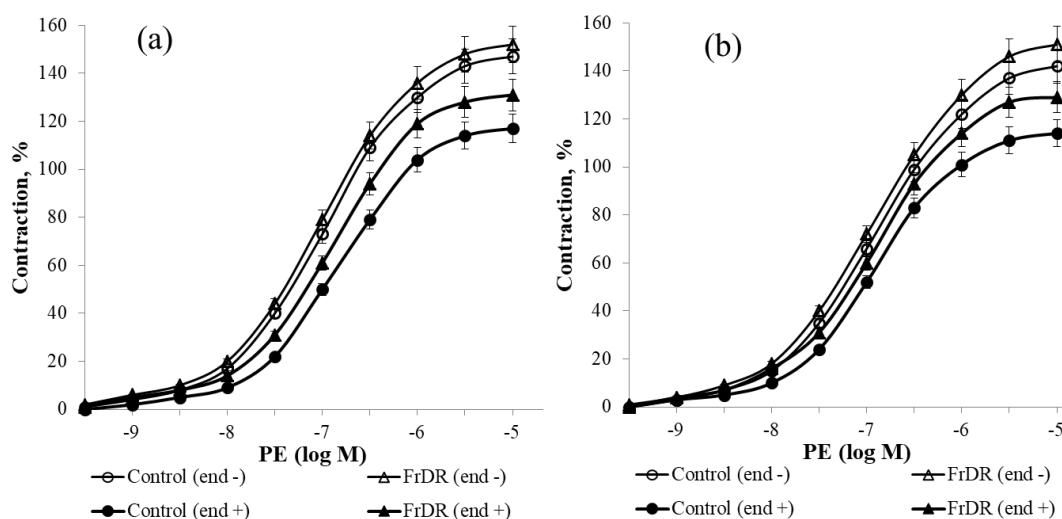 (a)
Contraction, %
160
140
120
100
80
60
40
20
0
-9 -8 -7 -6 -5
PE (log M)
Control (end -) FrDR (end -)
Control (end +) FrDR (end +)
(b)
Contraction, %
160
140
120
100
80
60
40
20
0
-9 -8 -7 -6 -5
PE (log M)
Control (end -) FrDR (end -)
Control (end +) FrDR (end +)